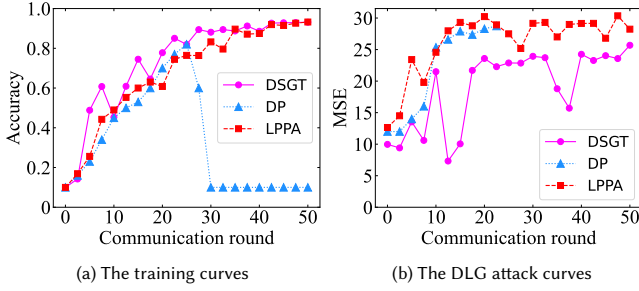 1.0
0.8
0.6
0.4
0.2
0
Accuracy
DSGT
DP
LPPA
0 10 20 30 40 50
Communication round
(a) The training curves
30
25
20
15
10
5
0
MSE
DSGT
DP
LPPA
0 10 20 30 40 50
Communication round
(b) The DLG attack curves